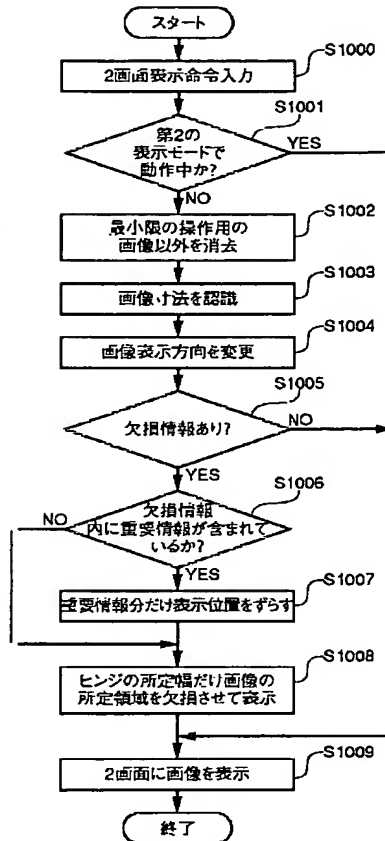 スタート
S1000
2画面表示命令入力
S1001
第2の
表示モードで
動作中か?
YES
NO
S1002
最小限の操作用の
画像以外を消去
S1003
画像寸法を認識
S1004
画像表示方向を変更
S1005
欠損情報あり?
NO
YES
S1006
欠損情報
内に重要情報が含まれて
いるか?
NO
YES
S1007
重要情報分だけ表示位置をずらす
S1008
ヒンジの所定幅だけ画像の
所定領域を欠損させて表示
S1009
2画面に画像を表示
終了